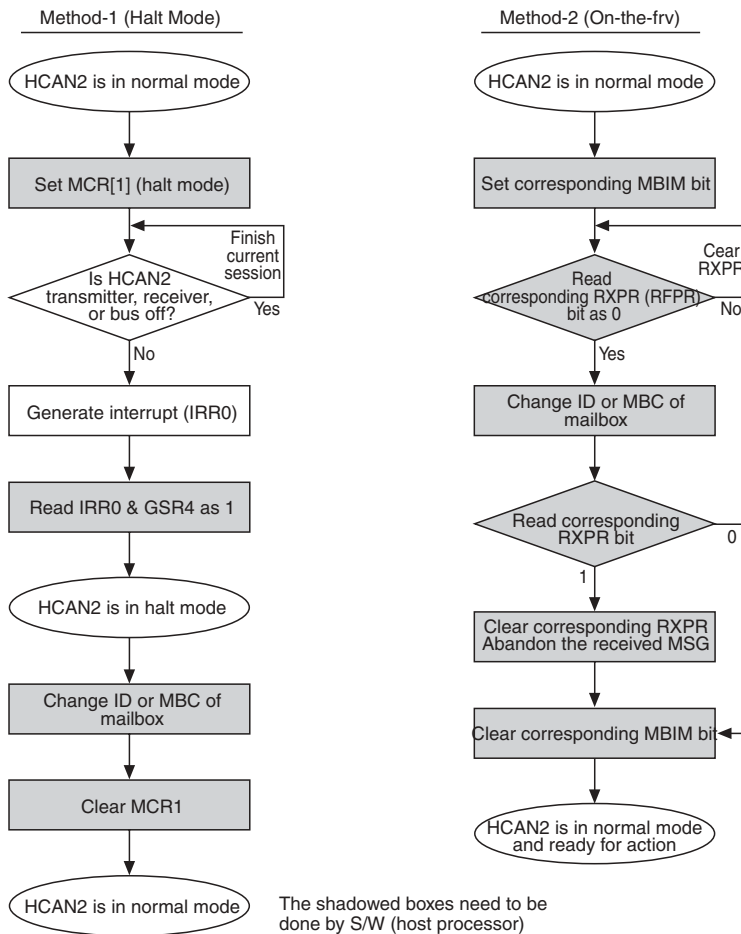 Method-1 (Halt Mode)
HCAN2 is in normal mode
Set MCR[1] (halt mode)
Finish
current
session
Is HCAN2
transmitter, receiver,
or bus off?
Yes
No
Generate interrupt (IRR0)
Read IRR0 & GSR4 as 1
HCAN2 is in halt mode
Change ID or MBC of
mailbox
Clear MCR1
HCAN2 is in normal mode
Method-2 (On-the-frv)
HCAN2 is in normal mode
Set corresponding MBIM bit
Cear
RXPR
Read
corresponding RXPR (RFPR)
bit as 0
No
Yes
Change ID or MBC of
mailbox
Read corresponding
RXPR bit
0
1
Clear corresponding RXPR
Abandon the received MSG
Clear corresponding MBIM bit
HCAN2 is in normal mode
and ready for action
The shadowed boxes need to be
done by S/W (host processor)